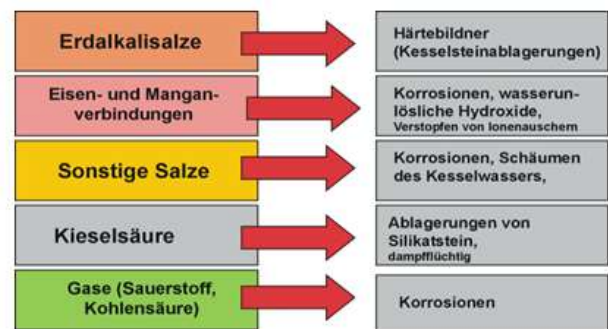 Erdalkalisalze
Härtebildner
(Kesselsteinablagerungen)
Eisen- und Mangan-
verbindungen
Korrosionen, wasserun-
lösliche Hydroxide,
Verstopfen von Ionenauschern
Sonstige Salze
Korrosionen, Schäumen
des Kesselwassers,
Kieselsäure
Ablagerungen von
Silikatstein,
dampfflüchtig
Gase (Sauerstoff,
Kohlensäure)
Korrosionen